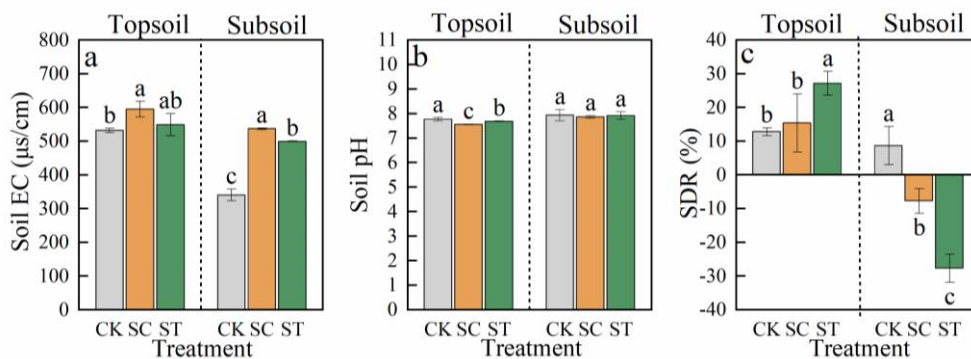 Topsoil Subsoil
a
Soil EC (μs/cm)
800
700
600
500
400
300
200
100
0
b a ab
c a b
CK SC ST CK SC ST
Treatment
Topsoil Subsoil
b
Soil pH
11
10
9
8
7
6
5
4
3
2
1
0
a c b
a a a
CK SC ST CK SC ST
Treatment
Topsoil Subsoil
c
SDR (%)
40
30
20
10
0
-10
-20
-30
-40
b b a
a b c
CK SC ST CK SC ST
Treatment